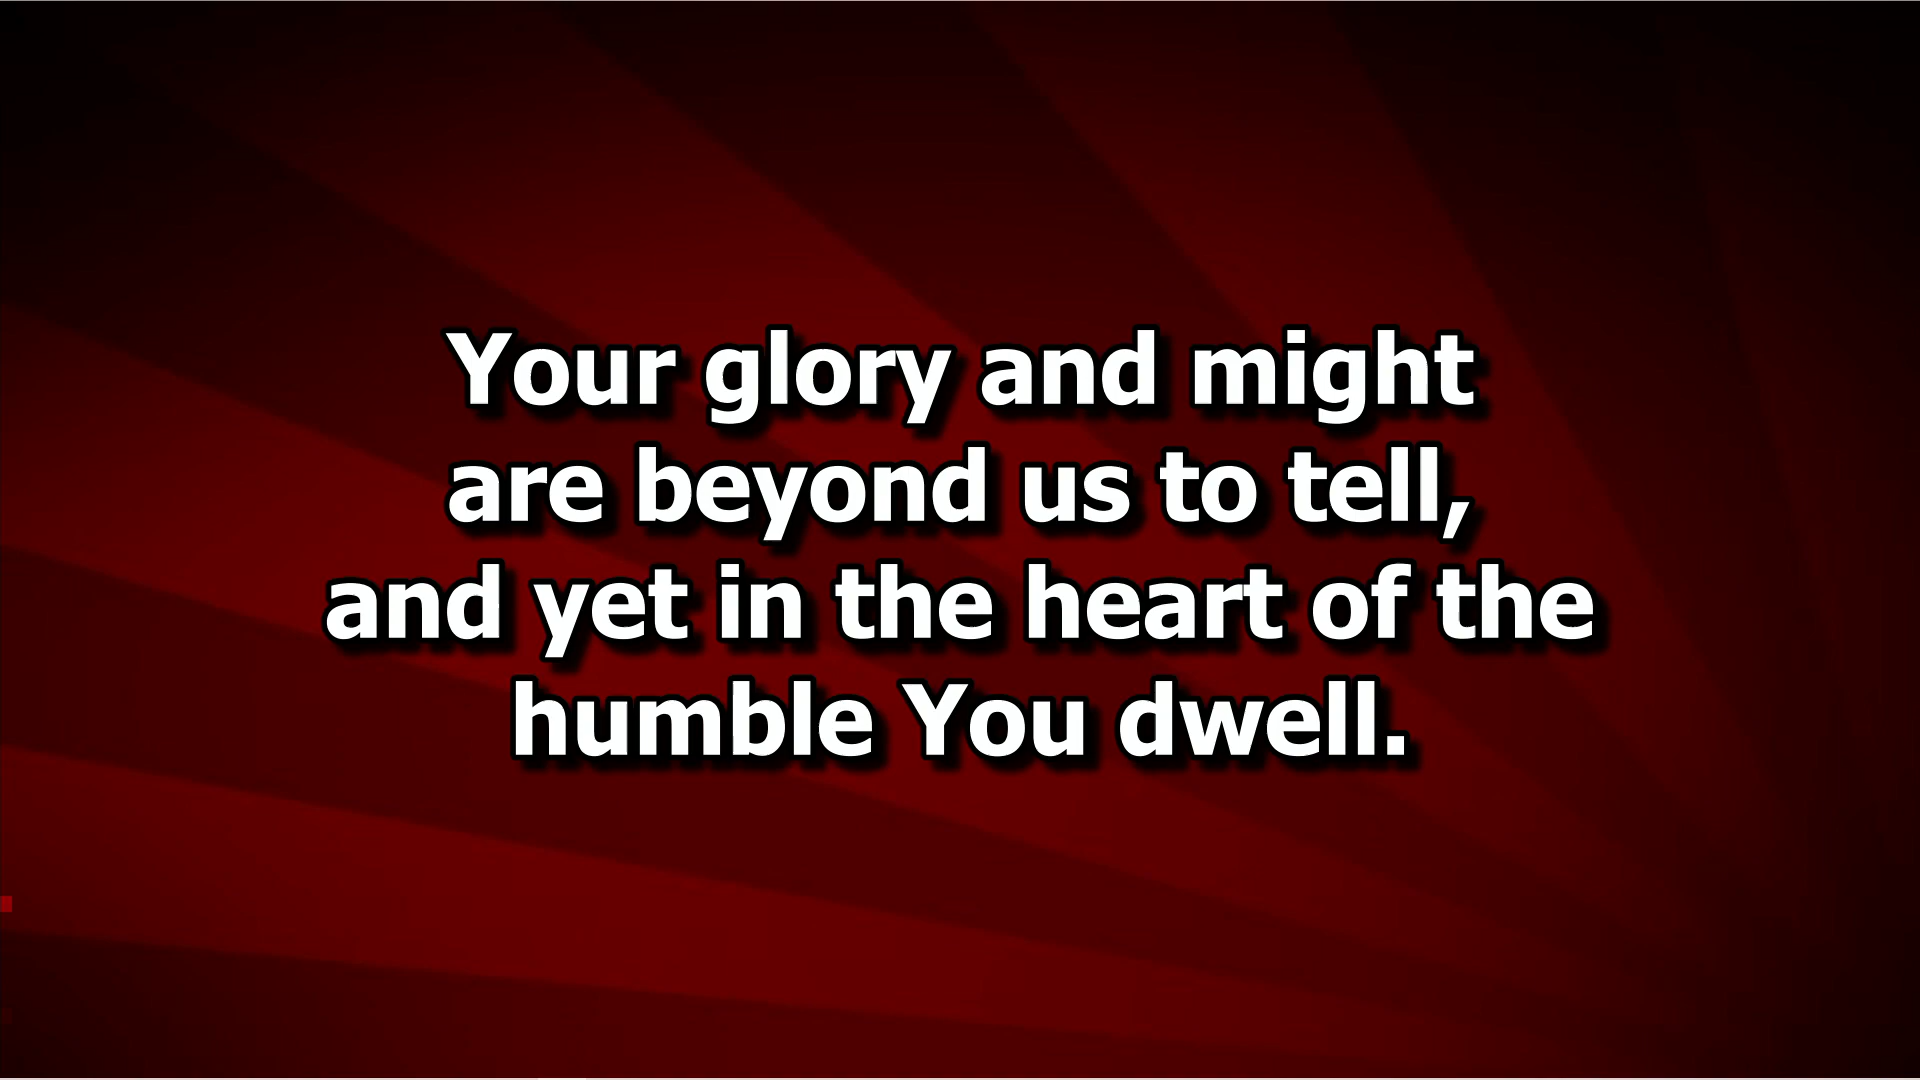 Your glory and might
are beyond us to tell,
and yet in the heart of the
humble You dwell.